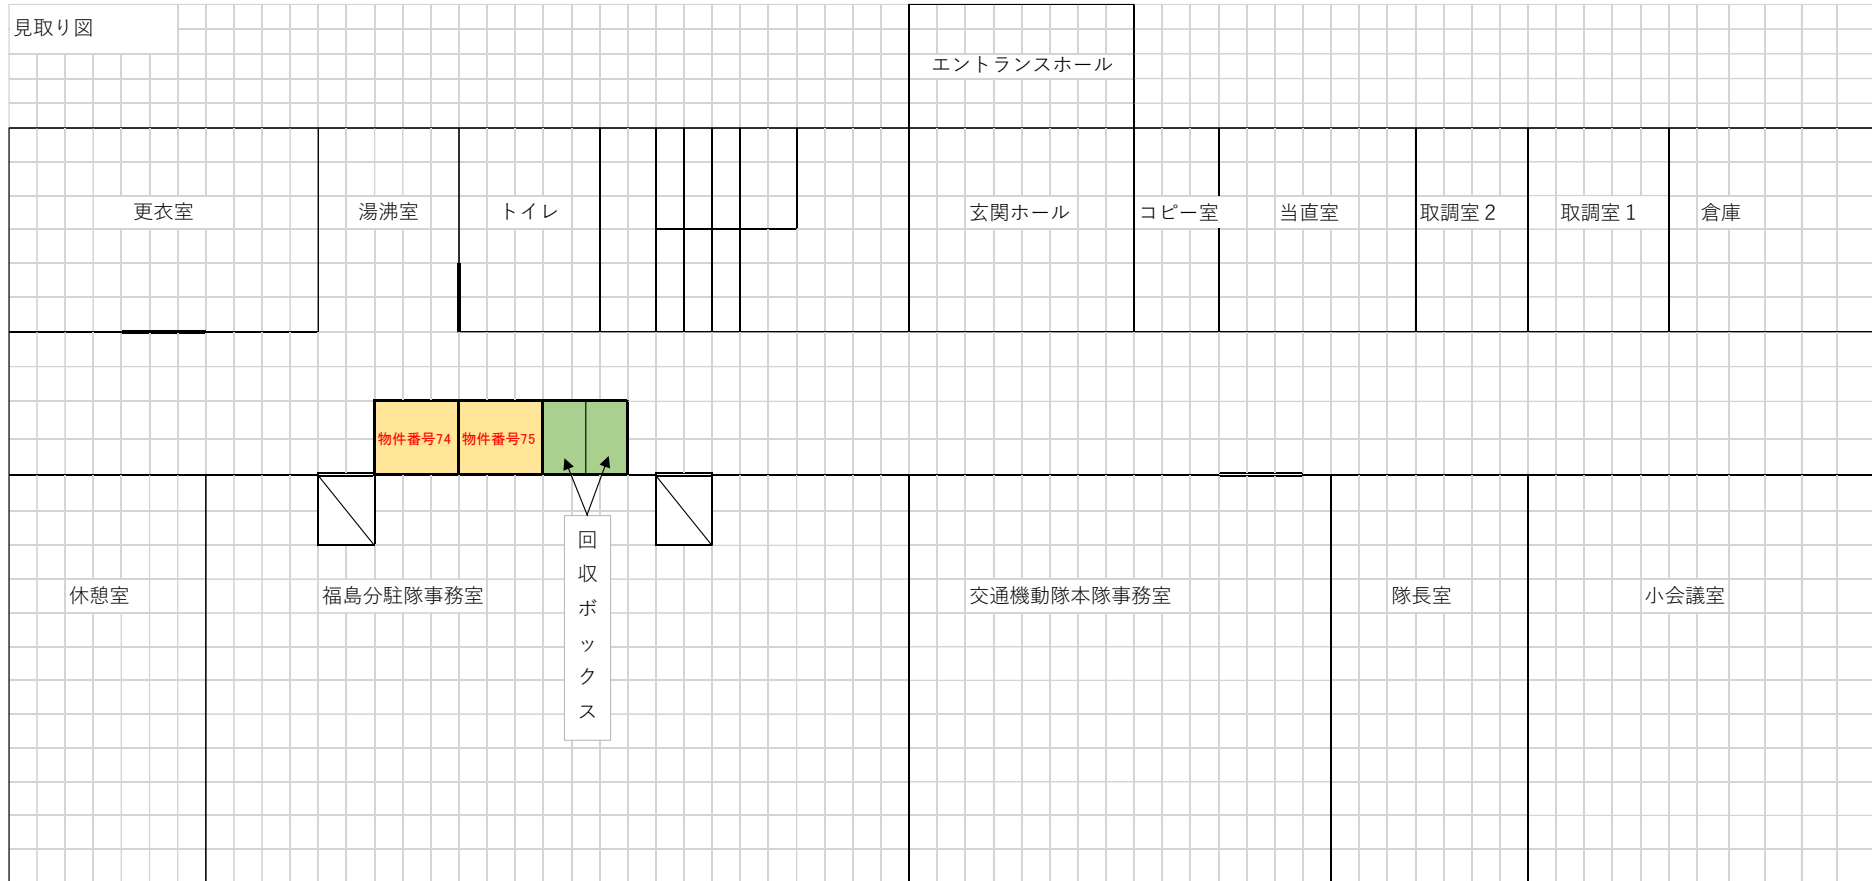 見取り図
エントランスホール
更衣室
湯沸室
トイレ
玄関ホール
コピー室
当直室
取調室２
取調室１
倉庫
物件番号74
物件番号75
回収ボックス
休憩室
福島分駐隊事務室
交通機動隊本隊事務室
隊長室
小会議室